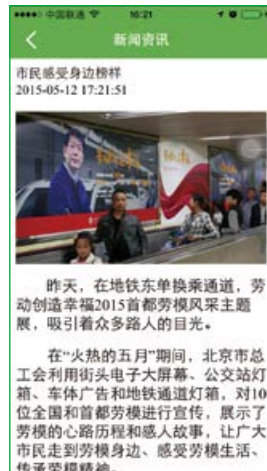 中国联通 16:21
新闻资讯
市民感受身边榜样
2015-05-12 17:21:51
昨天，在地铁东单换乘通道，劳
动创造幸福2015首都劳模风采主题
展，吸引着众多路人的目光。
在“火热的五月”期间，北京市总
工会利用街头电子大屏幕、公交站灯
箱、车体广告和地铁通道灯箱，对10
位全国和首都劳模进行宣传，展示了
劳模的心路历程和感人故事，让广大
市民走到劳模身边、感受劳模生活、
传承劳模精神。